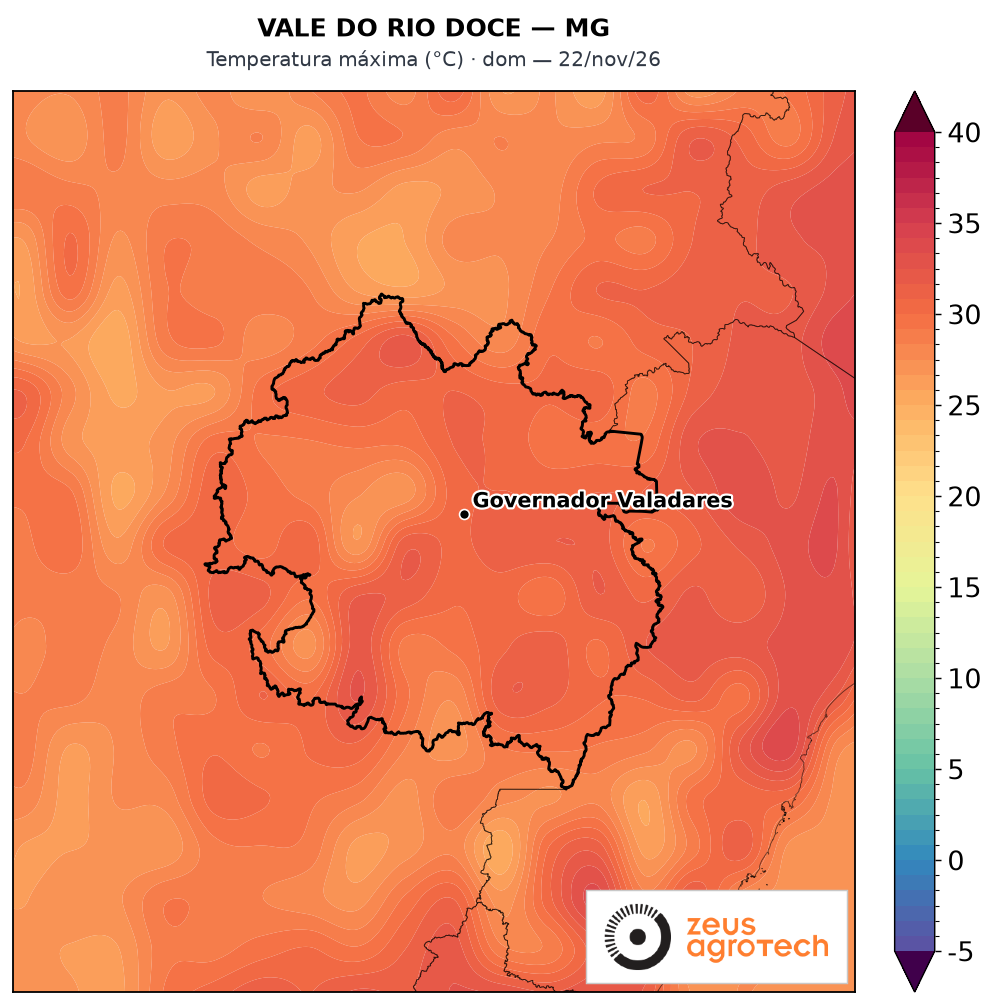 VALE DO RIO DOCE — MG
Temperatura máxima (°C) · dom — 22/nov/26
40
35
30
25
20
15
10
5
0
-5
Governador Valadares
zeus
agrotech